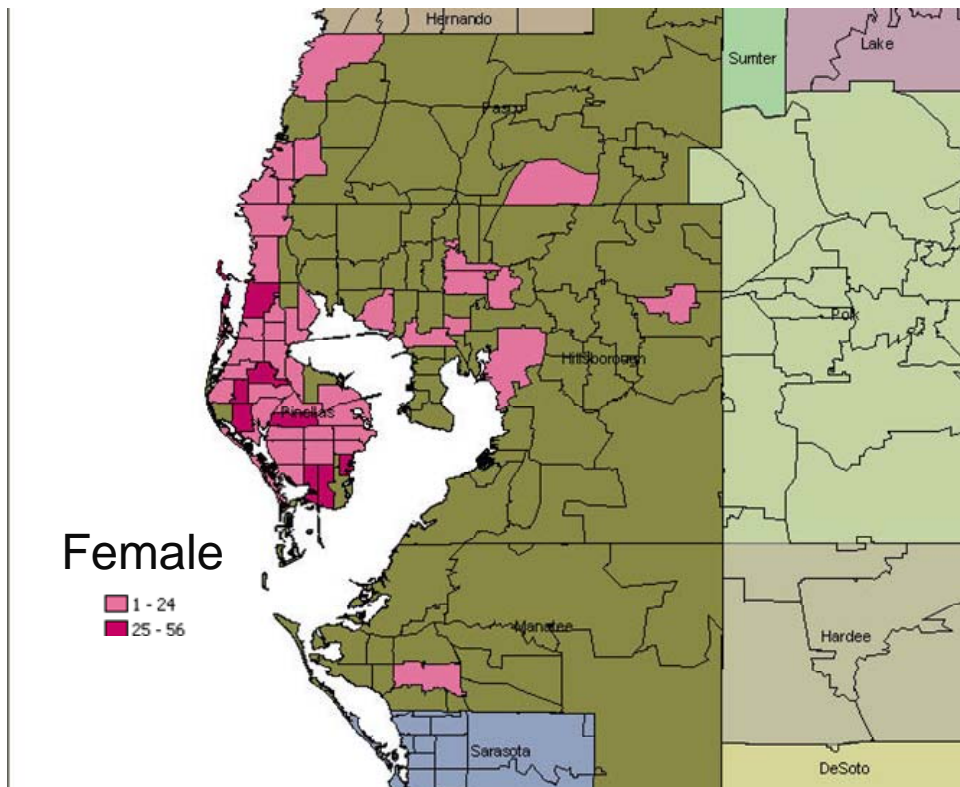 Hernando
Lake
Sumter
Pasco
Polk
Hillsborough
Pinellas
Female
1 - 24
25 - 56
Manatee
Hardee
Sarasota
DeSoto